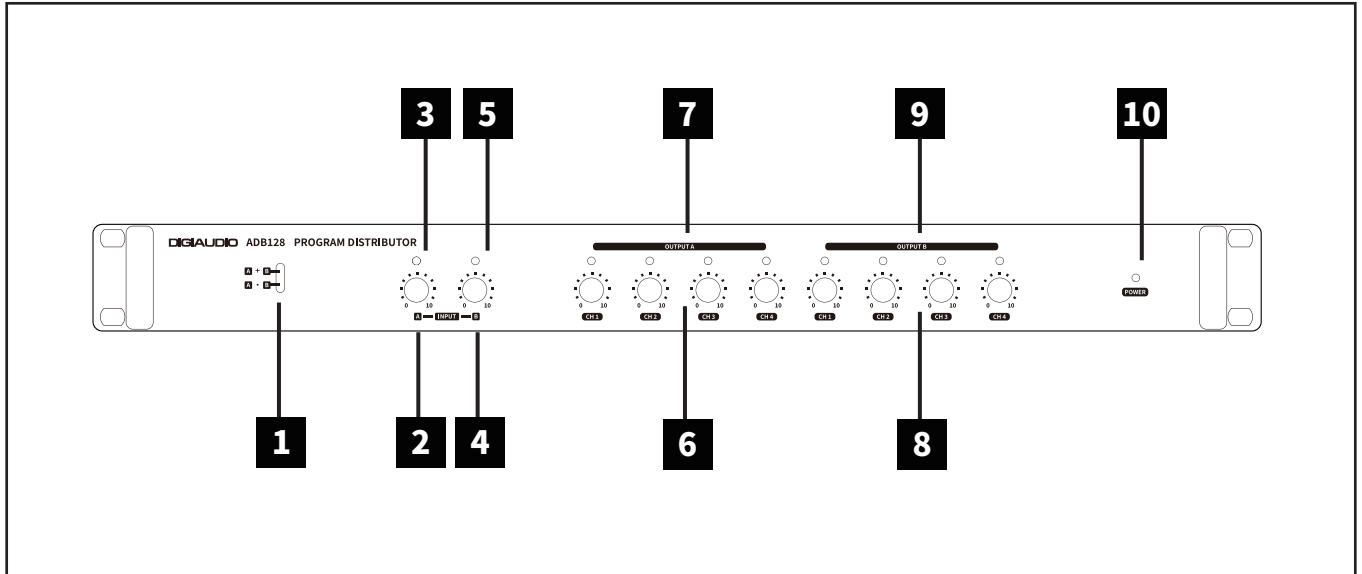 3 5 7 9 10
DIGIAUDIO ADB128 PROGRAM DISTRIBUTOR
OUTPUT A OUTPUT B
A + B
A · B
POWER
0 10 0 10 0 10 0 10 0 10 0 10 0 10 0 10 0 10 0 10
A INPUT B CH 1 CH 2 CH 3 CH 4 CH 1 CH 2 CH 3 CH 4
1 2 4 6 8